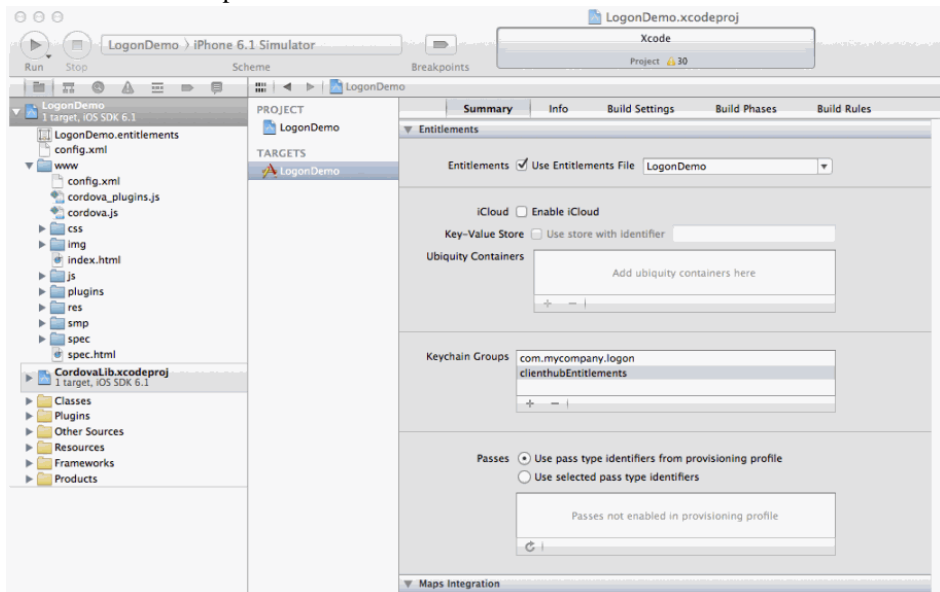 LogonDemo.xcodeproj
LogonDemo > iPhone 6.1 Simulator
Xcode
Project 30
Run Stop Scheme Breakpoints
LogonDemo
LogonDemo
1 target, iOS SDK 6.1
LogonDemo.entitlements
config.xml
www
config.xml
cordova_plugins.js
cordova.js
css
img
index.html
js
plugins
res
smp
spec
spec.html
CordovaLib.xcodeproj
1 target, iOS SDK 6.1
Classes
Plugins
Other Sources
Resources
Frameworks
Products
PROJECT
LogonDemo
TARGETS
LogonDemo
Summary Info Build Settings Build Phases Build Rules
Entitlements
Entitlements Use Entitlements File LogonDemo
iCloud Enable iCloud
Key-Value Store Use store with identifier
Ubiquity Containers
Add ubiquity containers here
Keychain Groups com.mycompany.logon
clienthubEntitlements
Passes Use pass type identifiers from provisioning profile
Use selected pass type identifiers
Passes not enabled in provisioning profile
Maps Integration